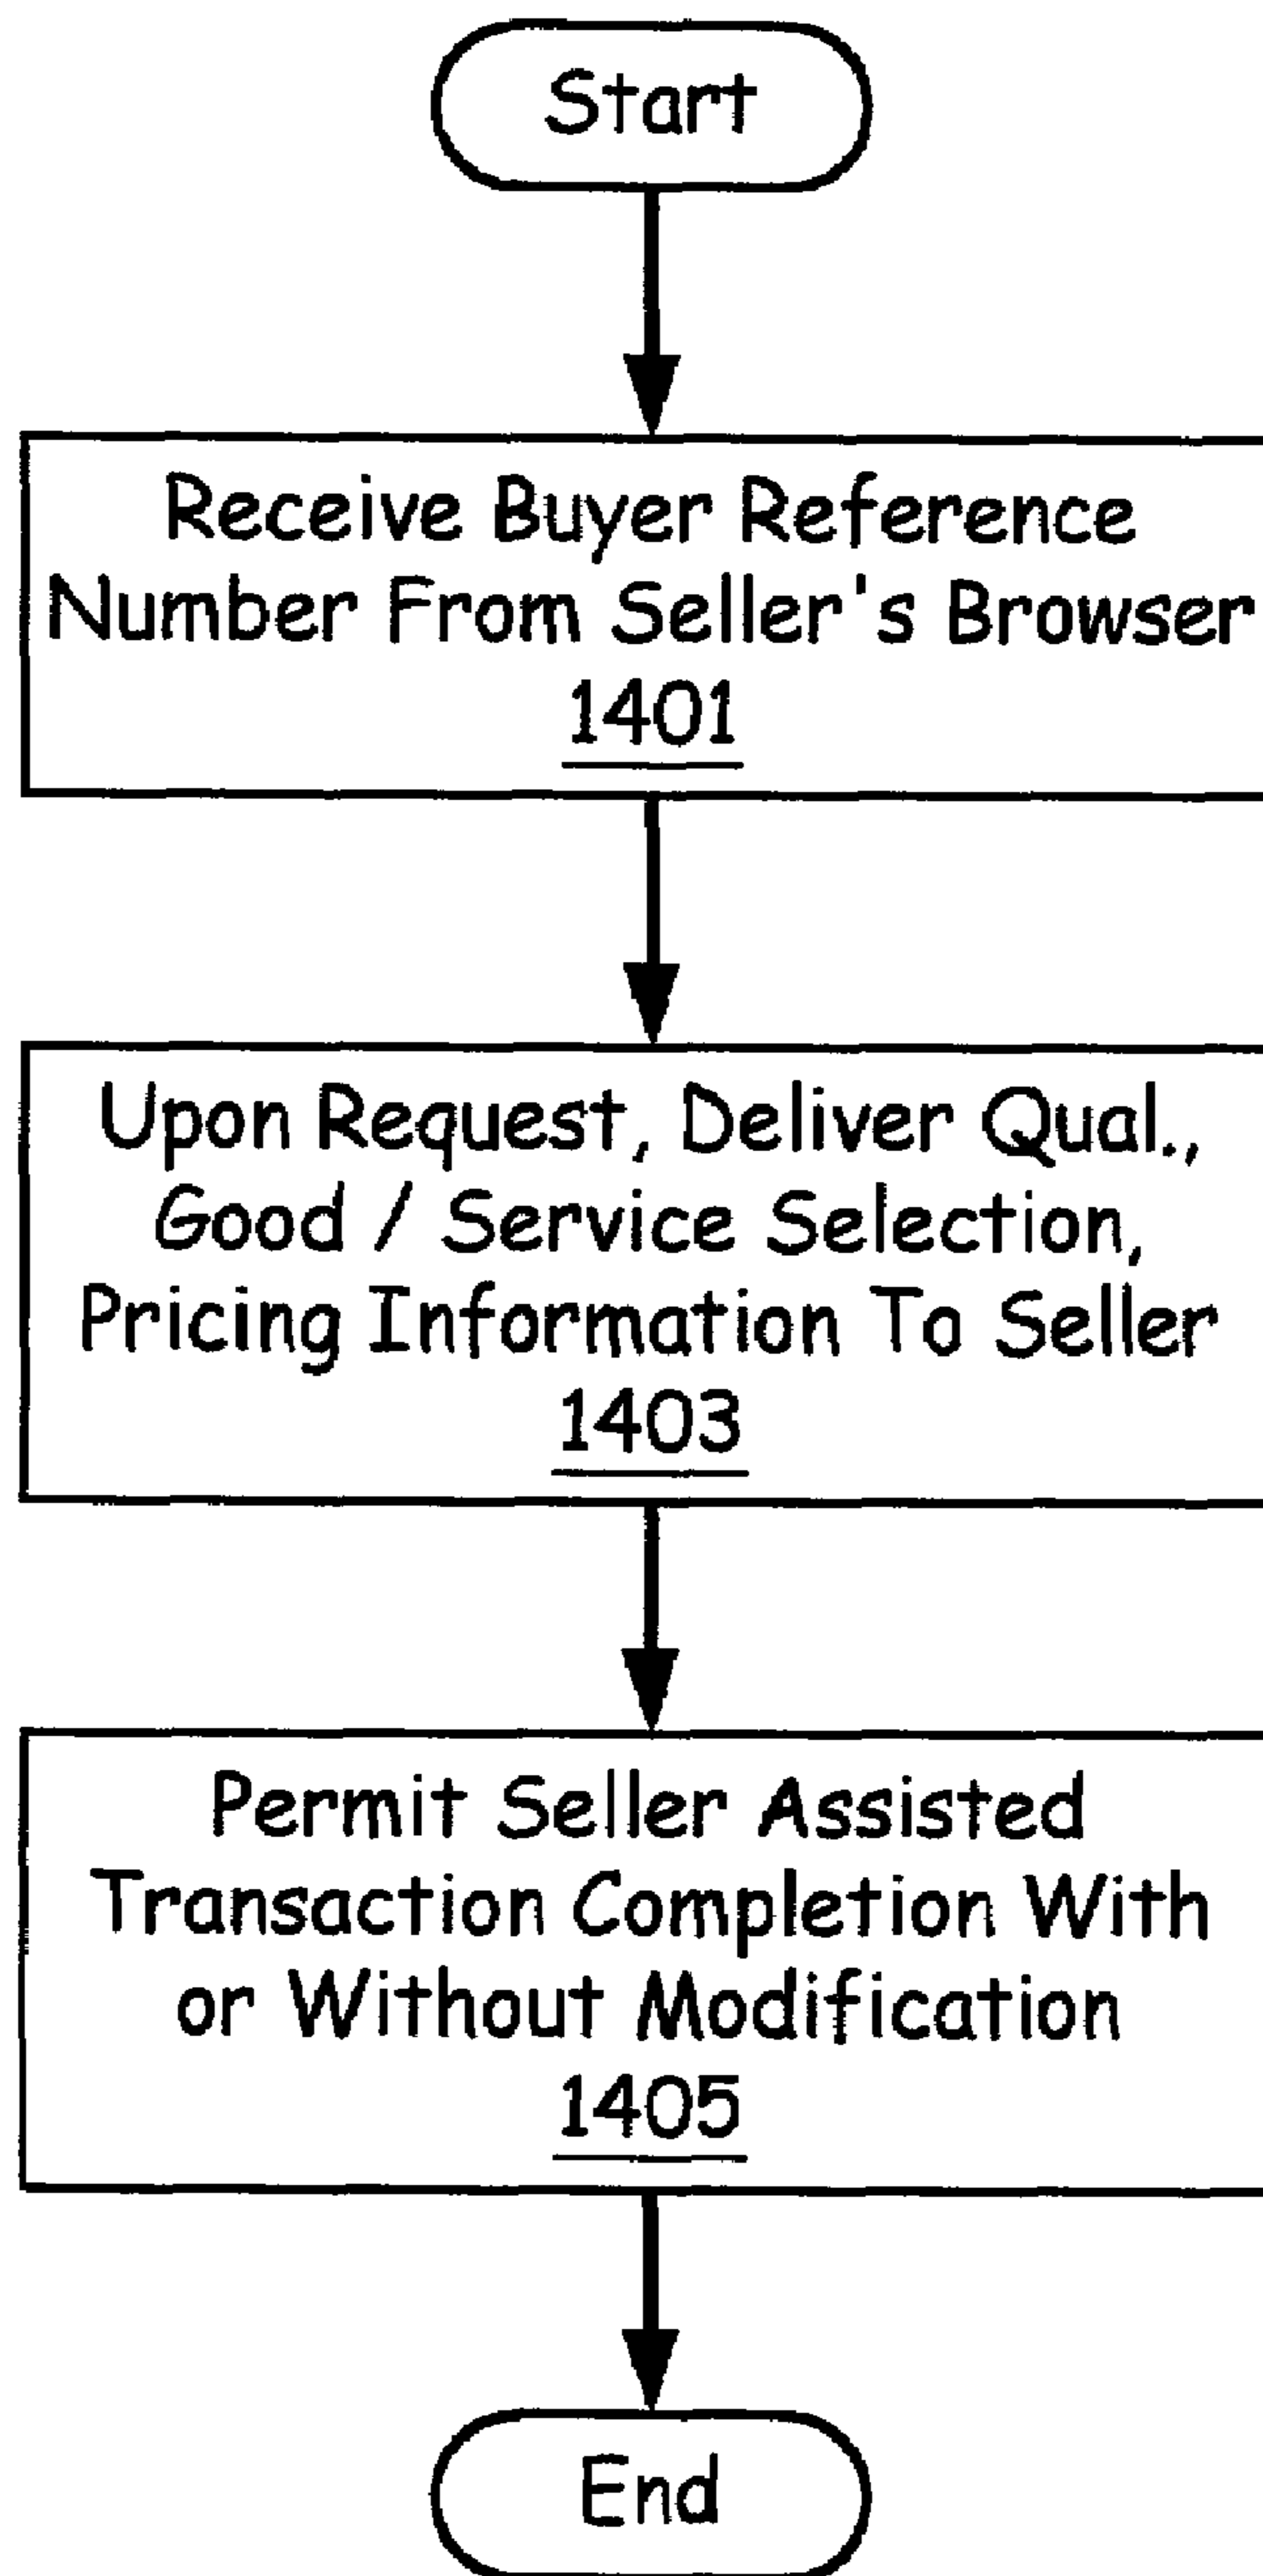 Start
Receive Buyer Reference
Number From Seller's Browser
1401
Upon Request, Deliver Qual.,
Good / Service Selection,
Pricing Information To Seller
1403
Permit Seller Assisted
Transaction Completion With
or Without Modification
1405
End